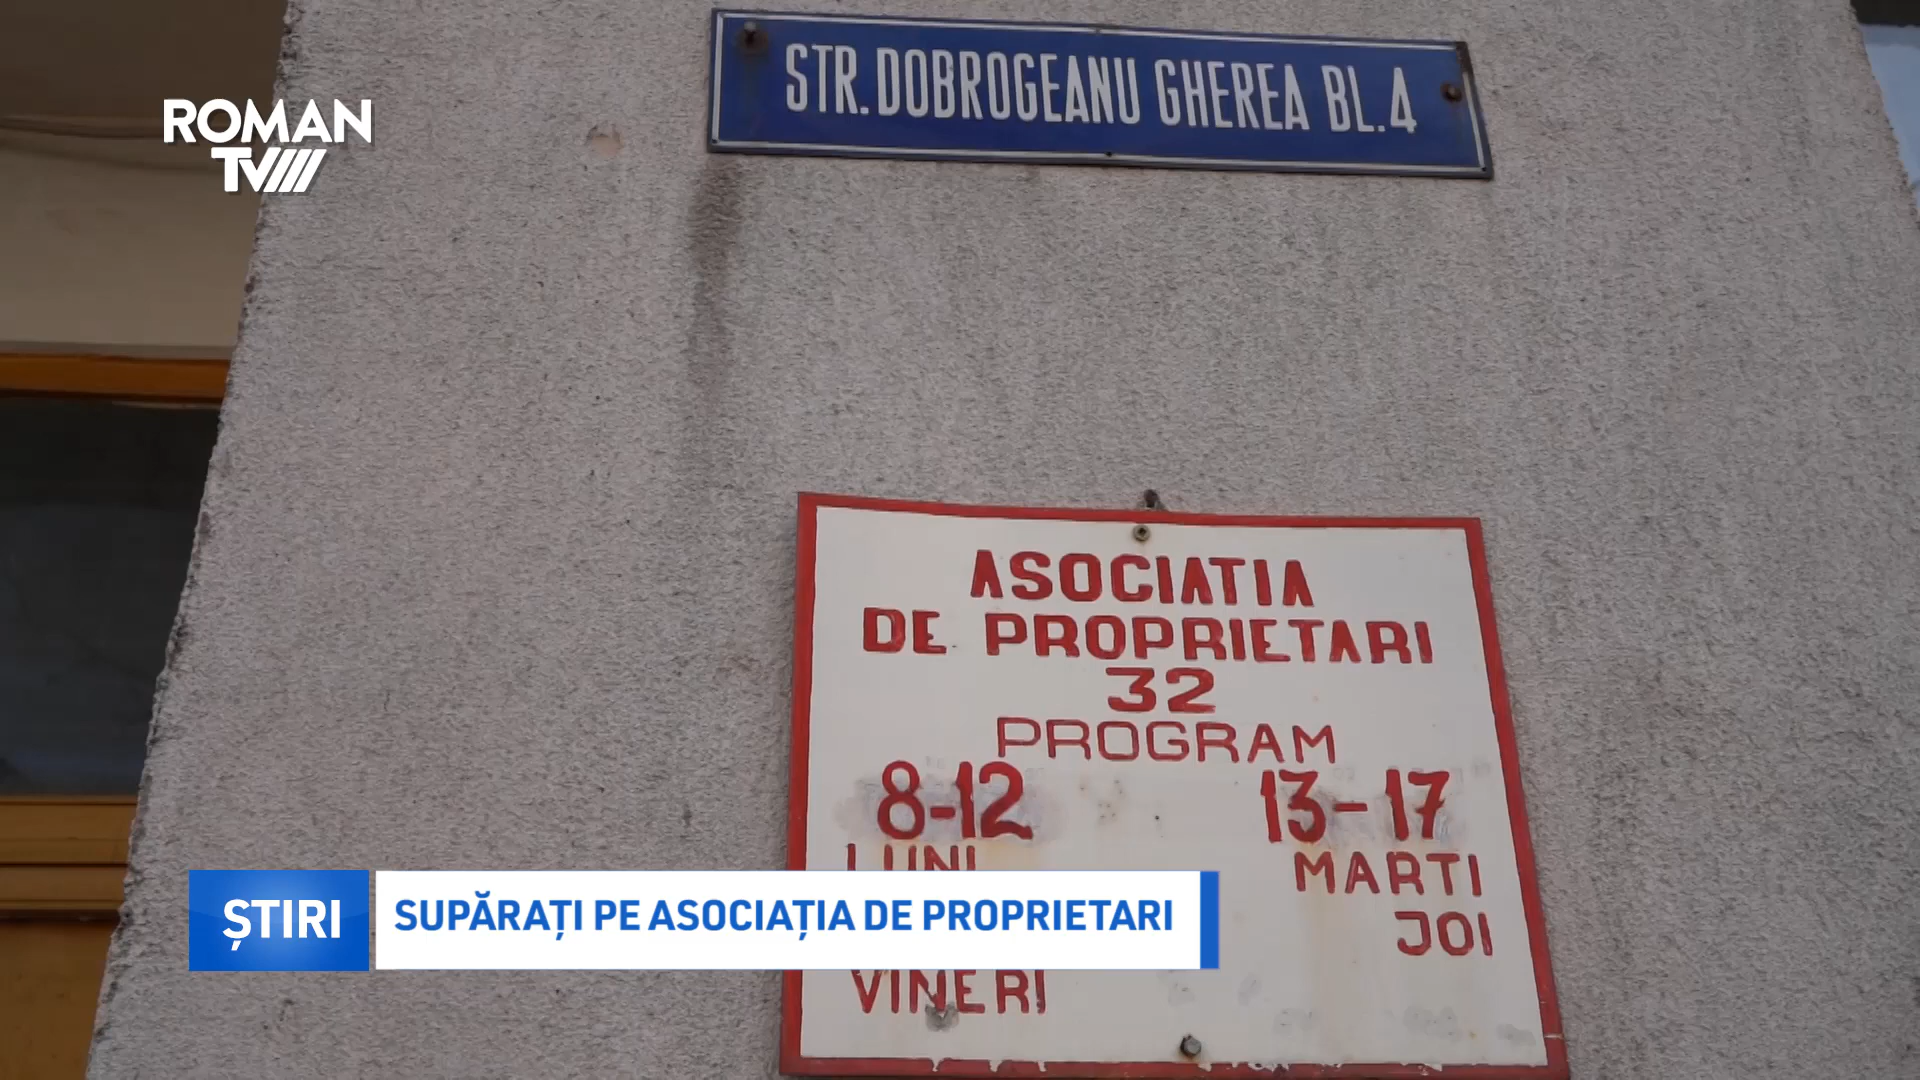 STR. DOBROGEANU GHEREA BL. 4
ROMAN
TV
ASOCIATIA
DE PROPRIETARI
32
PROGRAM
8-12 13-17
LUNI MARTI
JOI
VINERI
ȘTIRI SUPĂRAȚI PE ASOCIAȚIA DE PROPRIETARI